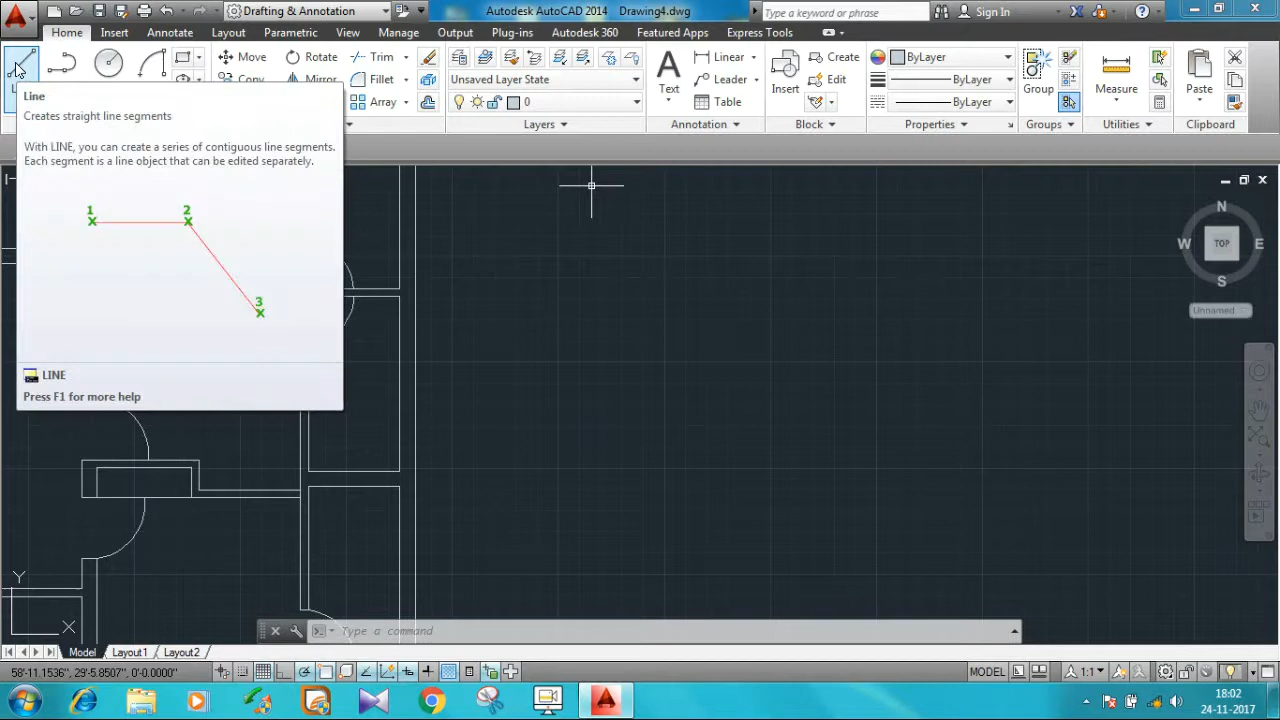 Drafting & Annotation
Autodesk AutoCAD 2014 Drawing4.dwg
Type a keyword or phrase
Sign In
Home Insert Annotate Layout Parametric View Manage Output Plug-ins Autodesk 360 Featured Apps Express Tools
Move Rotate Trim
Copy Mirror Fillet
Array
Unsaved Layer State
0
Layers
Text
Linear
Leader
Table
Annotation
Insert
Create
Edit
Block
ByLayer
ByLayer
ByLayer
Properties
Group
Groups
Measure
Utilities
Paste
Clipboard
Line
Creates straight line segments
With LINE, you can create a series of contiguous line segments.
Each segment is a line object that can be edited separately.
1
2
3
LINE
Press F1 for more help
N
W TOP E
S
Unnamed
Y
X
Type a command
Model Layout1 Layout2
58'-11.1536", 29'-5.8507", 0'-0.0000"
MODEL
1:1
18:02
24-11-2017